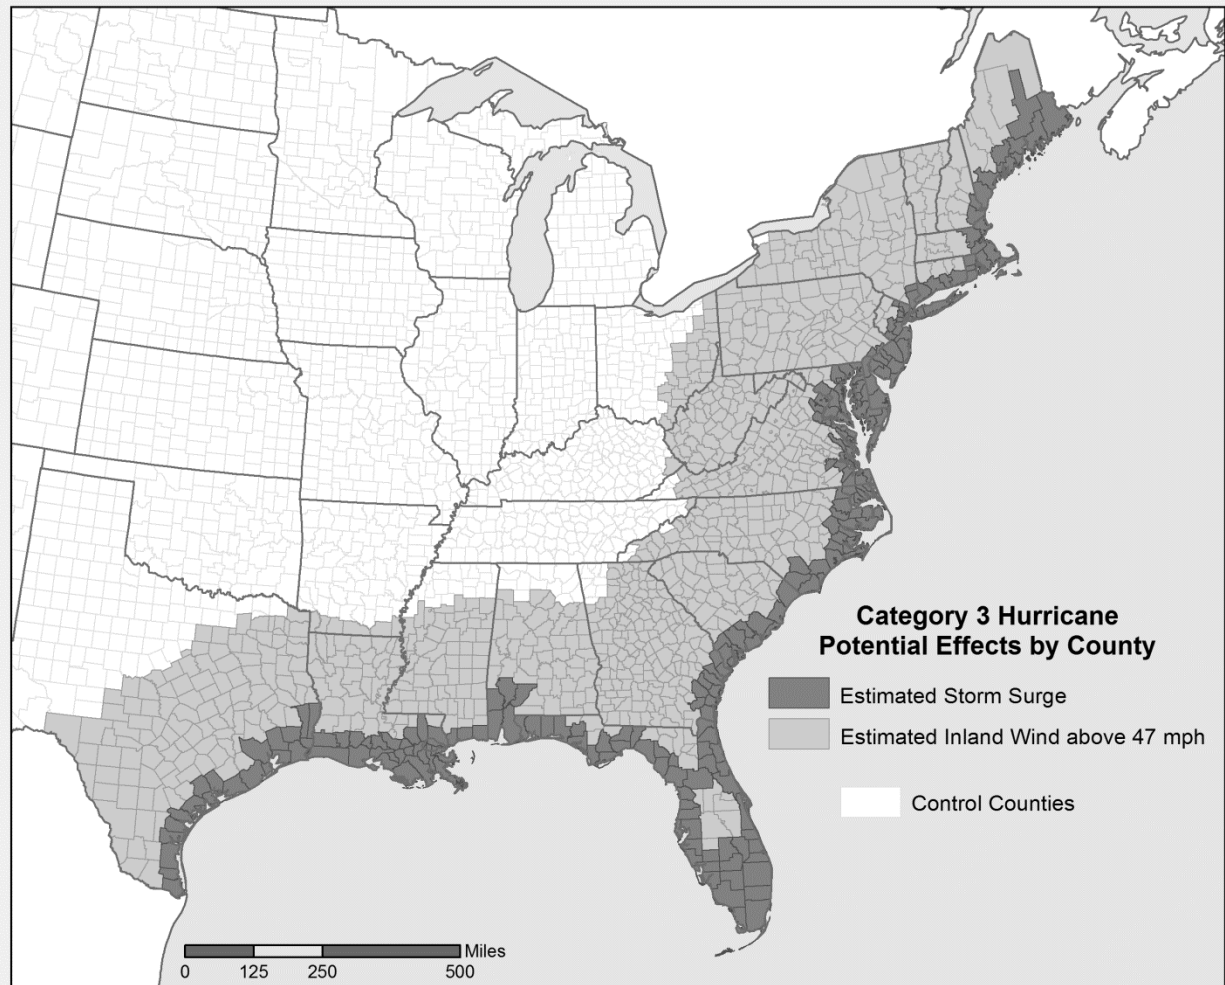 Category 3 Hurricane
Potential Effects by County
Estimated Storm Surge
Estimated Inland Wind above 47 mph
Control Counties
Miles
0 125 250 500